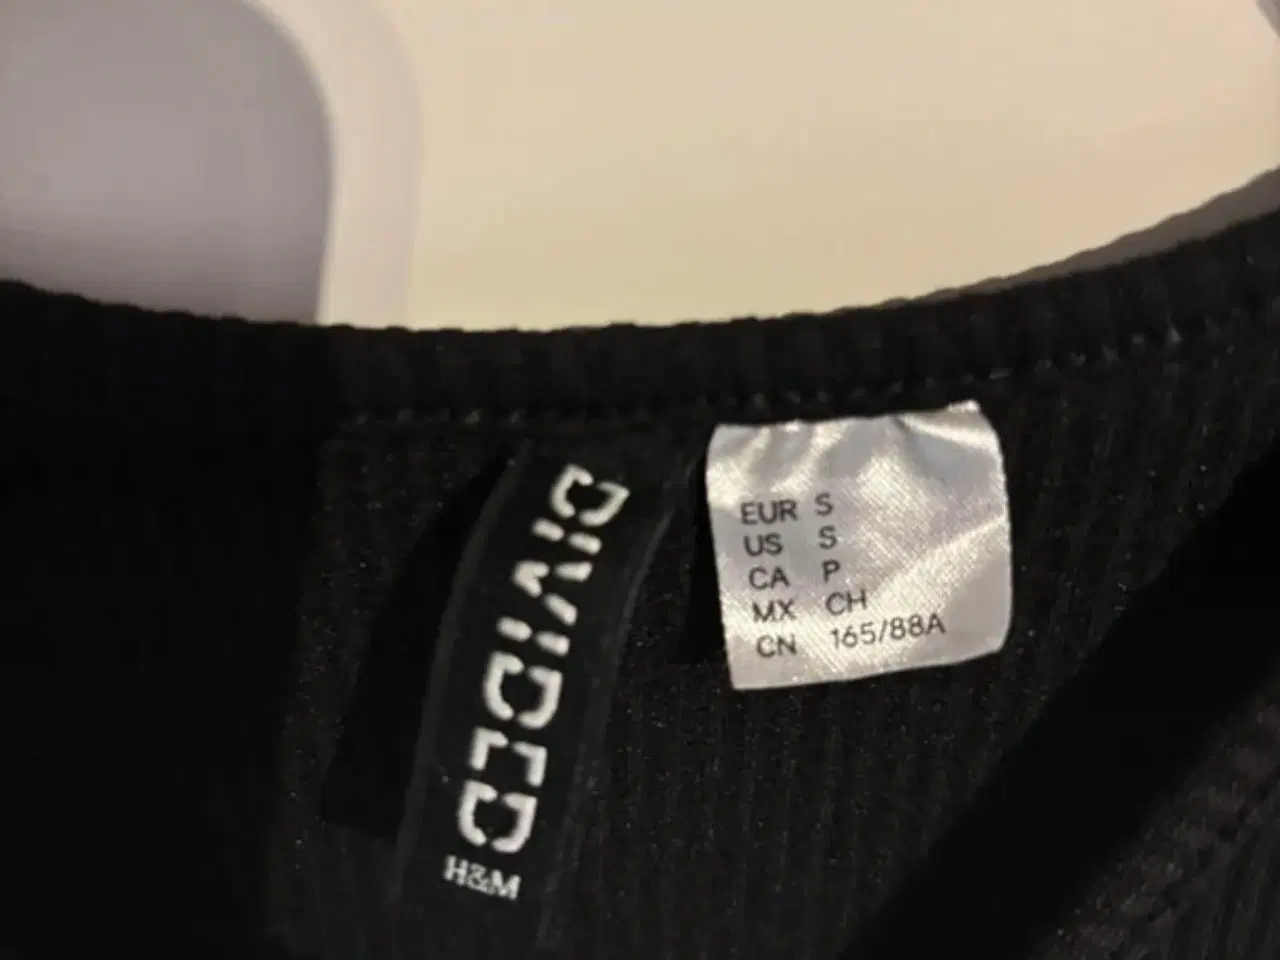 DIVIDED
H&M
EUR S
US S
CA P
MX CH
CN 165/88A